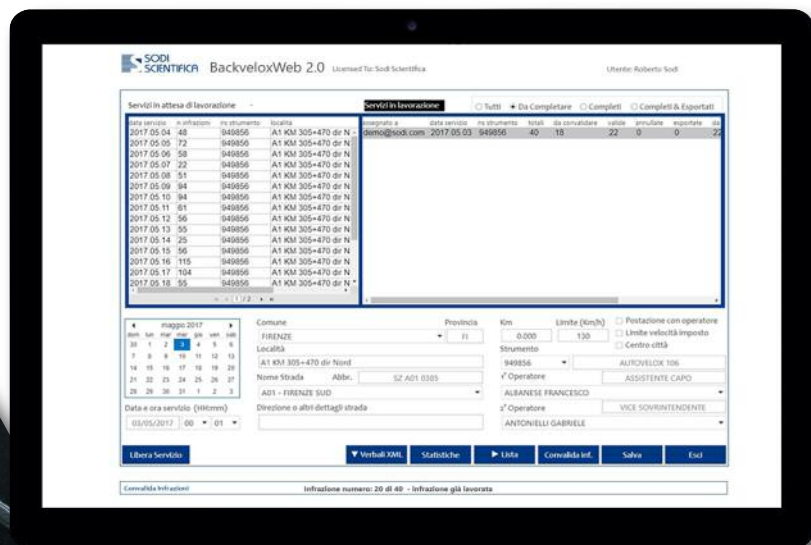 SODI SCIENTIFICA BackveloxWeb 2.0 Licensed To: Sodi Scientifica Utente: Roberto Sodi
Servizi in attesa di lavorazione - Servizi in lavorazione Tutti Da Completare Completi Completi & Esportati
data servizio n infrazioni ns strumento località
2017.05.04 48 949856 A1 KM 305+470 dir N
2017.05.05 72 949856 A1 KM 305+470 dir N
2017.05.06 58 949856 A1 KM 305+470 dir N
2017.05.07 22 949856 A1 KM 305+470 dir N
2017.05.08 51 949856 A1 KM 305+470 dir N
2017.05.09 94 949856 A1 KM 305+470 dir N
2017.05.10 94 949856 A1 KM 305+470 dir N
2017.05.11 61 949856 A1 KM 305+470 dir N
2017.05.12 56 949856 A1 KM 305+470 dir N
2017.05.13 55 949856 A1 KM 305+470 dir N
2017.05.14 25 949856 A1 KM 305+470 dir N
2017.05.15 56 949856 A1 KM 305+470 dir N
2017.05.16 115 949856 A1 KM 305+470 dir N
2017.05.17 104 949856 A1 KM 305+470 dir N
2017.05.18 55 949856 A1 KM 305+470 dir N
1 / 2
assegnato a data servizio ns strumento totali da convalidare valide annullate esportate da
demo@sodi.com 2017.05.03 949856 40 18 22 0 0 22
maggio 2017
dom lun mar mer gio ven sab
30 1 2 3 4 5 6
7 8 9 10 11 12 13
14 15 16 17 18 19 20
21 22 23 24 25 26 27
28 29 30 31 1 2 3
Data e ora servizio (HH:mm)
03/05/2017 00 01
Comune Provincia
FIRENZE FI
Località
A1 KM 305+470 dir Nord
Nome Strada Abbr. SZ A01 0385
A01 - FIRENZE SUD
Direzione o altri dettagli strada
Km Limite (Km/h)
0.000 130
Postazione con operatore
Limite velocità imposto
Centro città
Strumento
949856 AUTOVELOX 106
1° Operatore ASSISTENTE CAPO
ALBANESE FRANCESCO
2° Operatore VICE SOVRINTENDENTE
ANTONIELLI GABRIELE
Libera Servizio Verbali XML Statistiche Lista Convalida inf. Salva Esci
Convalida Infrazioni Infrazione numero: 20 di 40 - Infrazione già lavorata